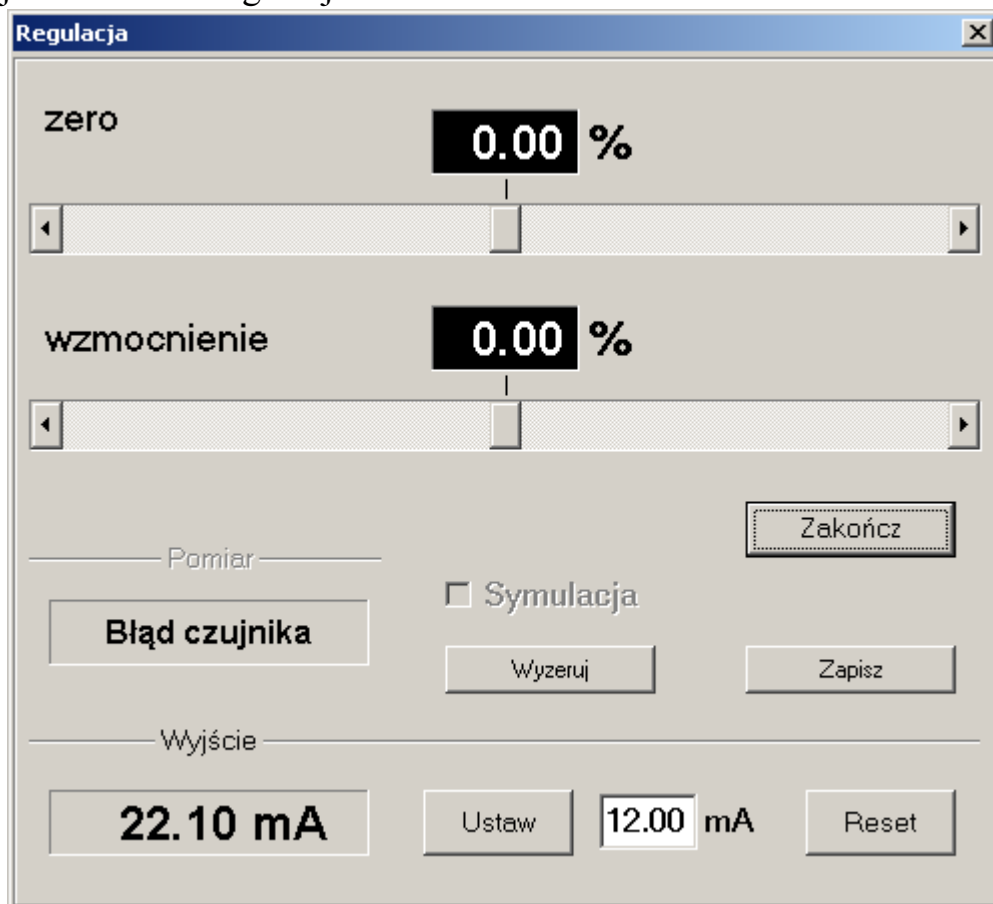 Regulacja
zero
0.00 %
wzmocnienie
0.00 %
Zakończ
Pomiar
Symulacja
Błąd czujnika
Wyzeruj
Zapisz
Wyjście
22.10 mA
Ustaw
12.00 mA
Reset